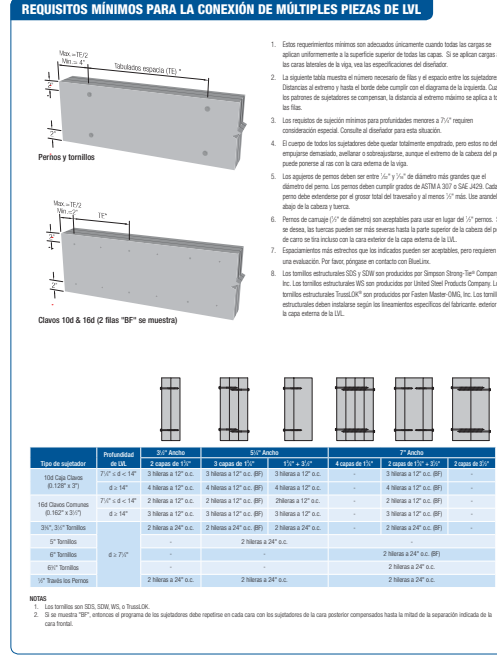 REQUISITOS MÍNIMOS PARA LA CONEXIÓN DE MÚLTIPLES PIEZAS DE LVL
Max.=TE/2
Min.= 4"
Tabulados espacia (TE) *
2"
2"
Pernos y tornillos
Max.=TE/2
Min.=2"
TE*
2"
2"
Clavos 10d & 16d (2 filas "BF" se muestra)
1. Estos requerimientos mínimos son adecuados únicamente cuando todas las cargas se
aplican uniformemente a la superficie superior de todas las capas. Si se aplican cargas
las caras laterales de la viga, vea las especificaciones del diseñador.
2. La siguiente tabla muestra el número necesario de filas y el espacio entre los sujetadores
Distancias al extremo y hasta el borde debe cumplir con el diagrama de la izquierda.
los patrones de sujetadores se compensan, la distancia al extremo máximo se aplica a
las filas.
3. Los requistos de sujeción mínimos para profundidades menores a 7¼" requiren
consideración especial. Consulte al diseñador para esta situación.
4. El cuerpo de todos los sujetadores debe quedar totalmente empotrado, pero estos no
empujarse demasiado, avellanar o sobreajustarse, aunque el extremo de la cabeza del
puede ponerse al ras con la cara externa de la viga.
5. Los agujeros de pernos deben ser entre 1/32" y 1/16" de diámetro más grandes que el
diámetro del perno. Los pernos deben cumplir grados de ASTM A 307 o SAE J429. Cada
perno debe extenderse por el grosor total del travesaño y al menos ½" más. Use
abajo de la cabeza y tuerca.
6. Pernos de carruaje (½" de diámetro) son aceptables para usar en lugar del ½" pernos.
se desea, las tuercas pueden ser más severas hasta la parte superior de la cabeza del
de carro se tira incluso con la cara exterior de la capa externa de la LVL.
7. Espaciamientos más estrechos que los indicados pueden ser aceptables, pero requieren
una evaluación. Por favor, póngase en contacto con BlueLinx.
8. Los tornillos estructurales SDS y SDW son producidos por Simpson Strong-Tie®
Inc. Los tornillos estructurales WS son producidos por United Steel Products Company.
tornillos estructurales TrussLOK® son producidos por Fasten Master-OMG, Inc. Los
estructurales deben instalarse según los lineamientos específicos del fabricante. exterior
la capa externa de la LVL.
Tipo de sujetador Profundidad de LVL 3½" Ancho 5¼" Ancho 7" Ancho
2 capas de 1¾" 3 capas de 1¾" 1¾" + 3½" 4 capas de 1¾" 2 capas de 1¾" + 3½" 2 capas de 3½"
10d Caja Clavos (0.128" x 3") 7¼" ≤ d < 14" 3 hileras a 12" o.c. 3 hileras a 12" o.c. (BF) 3 hileras a 12" o.c. - 3 hileras a 12" o.c. (BF) -
d ≥ 14" 4 hileras a 12" o.c. 4 hileras a 12" o.c. (BF) 4 hileras a 12" o.c. - 4 hileras a 12" o.c. (BF) -
16d Clavos Comunes (0.162" x 3½") 7¼" ≤ d < 14" 2 hileras a 12" o.c. 2 hileras a 12" o.c. (BF) 2hileras a 12" o.c. - 2 hileras a 12" o.c. (BF) -
d ≥ 14" 3 hileras a 12" o.c. 3 hileras a 12" o.c. (BF) 3 hileras a 12" o.c. - 3 hileras a 12" o.c. (BF) -
3⅜", 3½" Tornillos d ≥ 7¼" 2 hileras a 24" o.c. 2 hileras a 24" o.c. (BF) 2 hileras a 24" o.c. - 2 hileras a 24" o.c. (BF) -
5" Tornillos - 2 hileras a 24" o.c. -
6" Tornillos - - 2 hileras a 24" o.c. (BF)
6¾" Tornillos - - 2 hileras a 24" o.c.
½" Través los Pernos 2 hileras a 24" o.c. 2 hileras a 24" o.c. 2 hileras a 24" o.c.
NOTAS
1. Los tornillos son SDS, SDW, WS, o TrussLOK.
2. Si se muestra "BF", entonces el programa de los sujetadores debe repetirse en cada cara con los sujetadores de la cara posterior compensados hasta la mitad de la separación indicada de la
cara frontal.